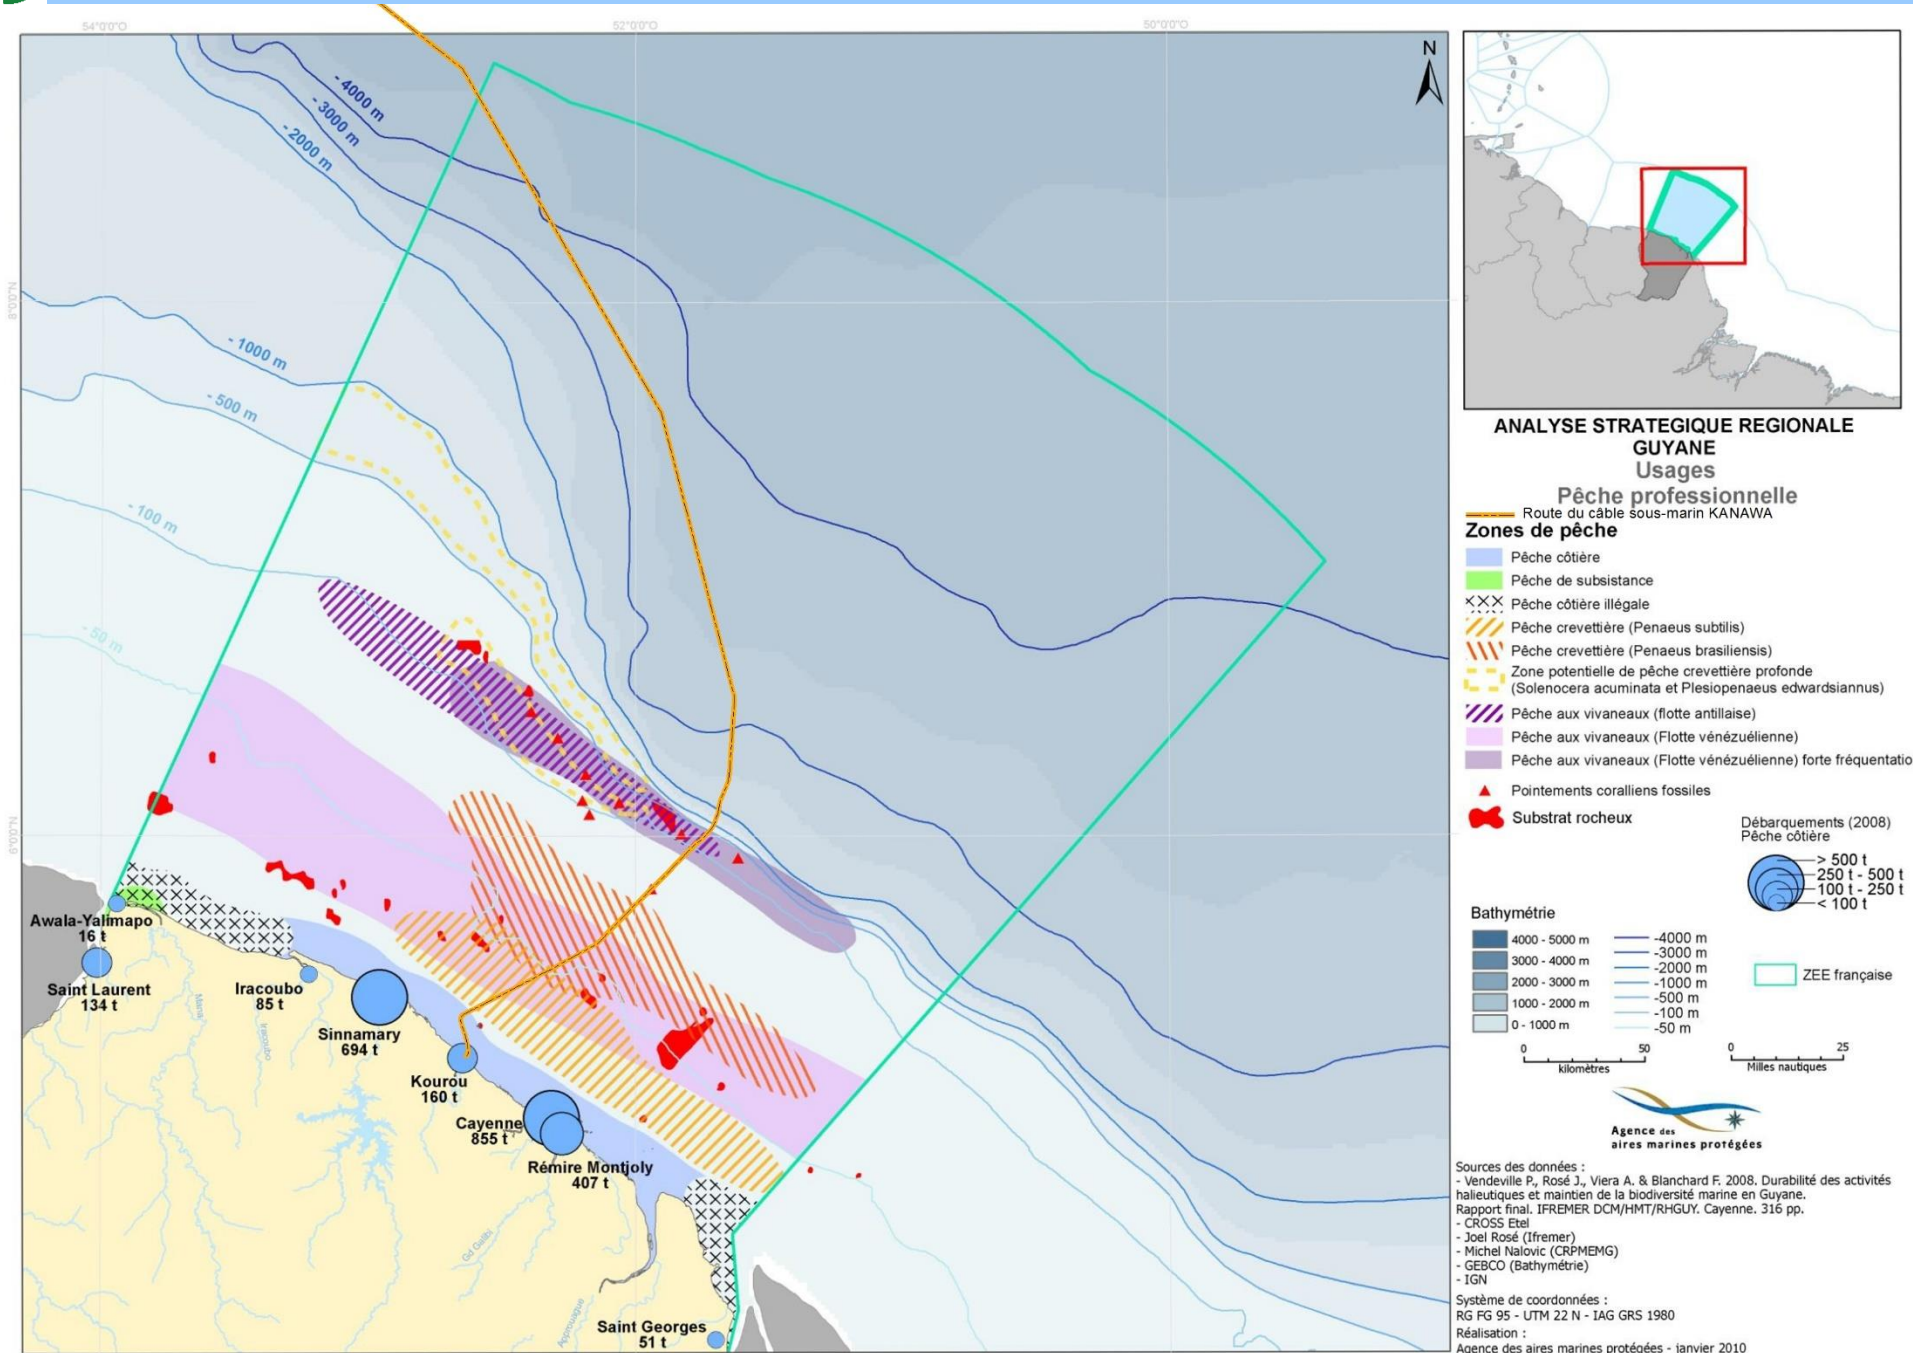 54°0'0"O
52°0'0"O
50°0'0"O
8°0'0"N
6°0'0"N
N
- 4000 m
- 3000 m
- 2000 m
- 1000 m
- 500 m
- 100 m
- 50 m
Awala-Yalimapo
16 t
Saint Laurent
134 t
Iracoubo
85 t
Sinnamary
694 t
Kourou
160 t
Cayenne
855 t
Rémire Montjoly
407 t
Saint Georges
51 t
Mana
Iracoubo
Approuague
ANALYSE STRATEGIQUE REGIONALE
GUYANE
Usages
Pêche professionnelle
Route du câble sous-marin KANAWA
Zones de pêche
Pêche côtière
Pêche de subsistance
Pêche côtière illégale
Pêche crevettière (Penaeus subtilis)
Pêche crevettière (Penaeus brasiliensis)
Zone potentielle de pêche crevettière profonde
(Solenocera acuminata et Plesiopenaeus edwardsiannus)
Pêche aux vivaneaux (flotte antillaise)
Pêche aux vivaneaux (Flotte vénézuélienne)
Pêche aux vivaneaux (Flotte vénézuélienne) forte fréquentatio
Pointements coralliens fossiles
Substrat rocheux
Débarquements (2008)
Pêche côtière
> 500 t
250 t - 500 t
100 t - 250 t
< 100 t
Bathymétrie
4000 - 5000 m
3000 - 4000 m
2000 - 3000 m
1000 - 2000 m
0 - 1000 m
-4000 m
-3000 m
-2000 m
-1000 m
-500 m
-100 m
-50 m
ZEE française
0 50
kilomètres
0 25
Milles nautiques
Agence des
aires marines protégées
Sources des données :
- Vendeville P., Rosé J., Viera A. & Blanchard F. 2008. Durabilité des activités
halieutiques et maintien de la biodiversité marine en Guyane.
Rapport final. IFREMER DCM/HMT/RHGUY. Cayenne. 316 pp.
- CROSS Etel
- Joel Rosé (Ifremer)
- Michel Nalovic (CRPMEMG)
- GEBCO (Bathymétrie)
- IGN
Système de coordonnées :
RG FG 95 - UTM 22 N - IAG GRS 1980
Réalisation :
Agence des aires marines protégées - janvier 2010